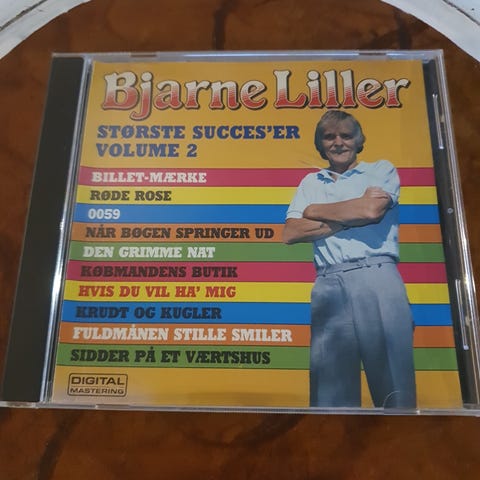 Bjarne Liller
STØRSTE SUCCES'ER
VOLUME 2
BILLET-MÆRKE
RØDE ROSE
0059
NÅR BØGEN SPRINGER UD
DEN GRIMME NAT
KØBMANDENS BUTIK
HVIS DU VIL HA' MIG
KRUDT OG KUGLER
FULDMÅNEN STILLE SMILER
SIDDER PÅ ET VÆRTSHUS
DIGITAL
MASTERING